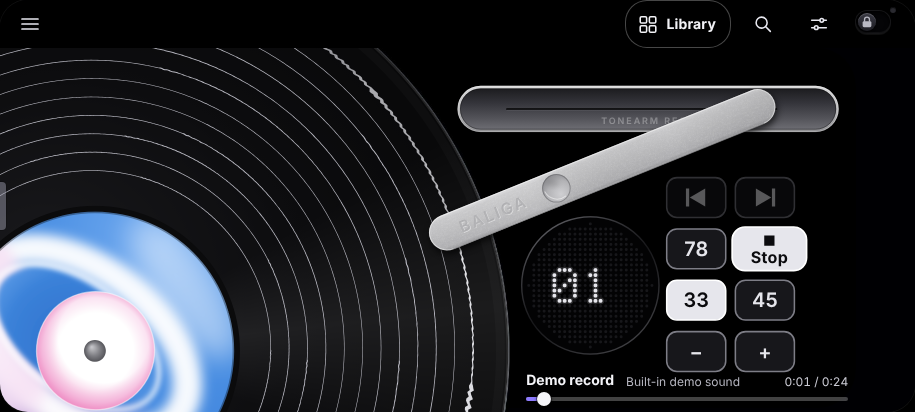 Library
TONEARM RE
BALIGA
78
Stop
33
45
− +
01
Demo record Built-in demo sound 0:01 / 0:24